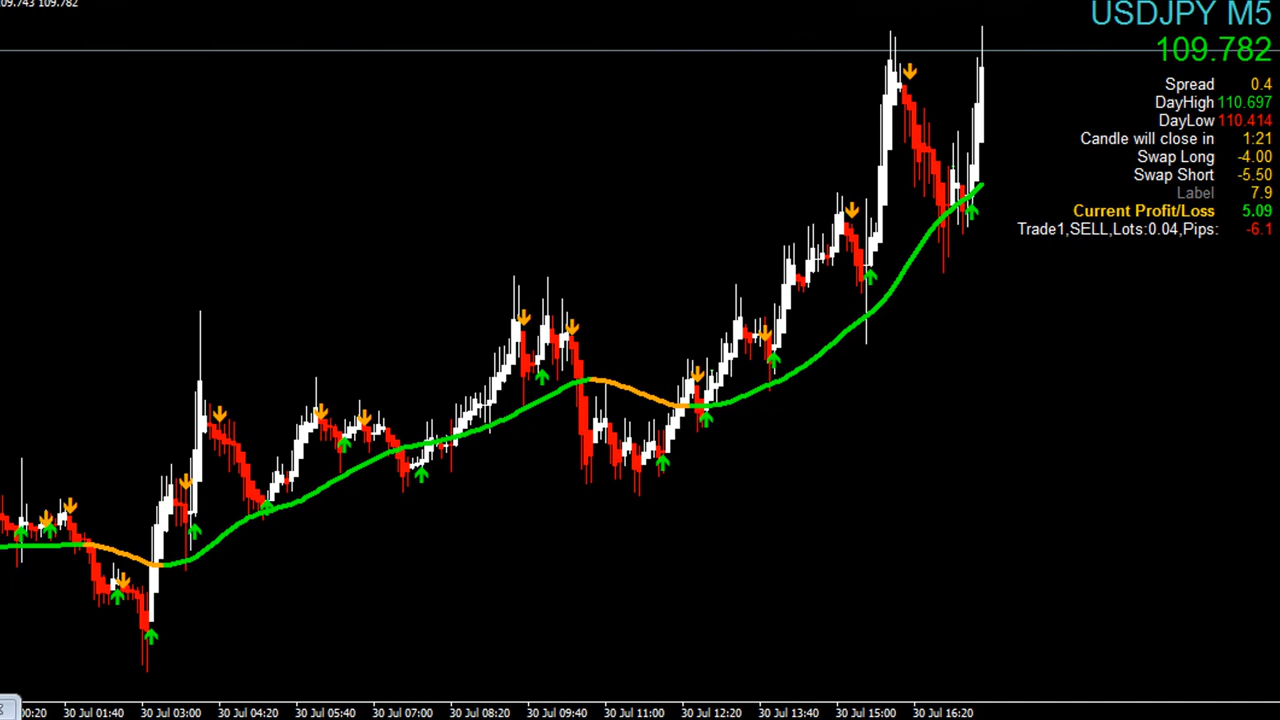 109.743 109.782
USDJPY M5
109.782
Spread 0.4
DayHigh 110.697
DayLow 110.414
Candle will close in 1:21
Swap Long -4.00
Swap Short -5.50
Label 7.9
Current Profit/Loss 5.09
Trade1,SELL,Lots:0.04,Pips: -6.1
00:20 30 Jul 01:40 30 Jul 03:00 30 Jul 04:20 30 Jul 05:40 30 Jul 07:00 30 Jul 08:20 30 Jul 09:40 30 Jul 11:00 30 Jul 12:20 30 Jul 13:40 30 Jul 15:00 30 Jul 16:20